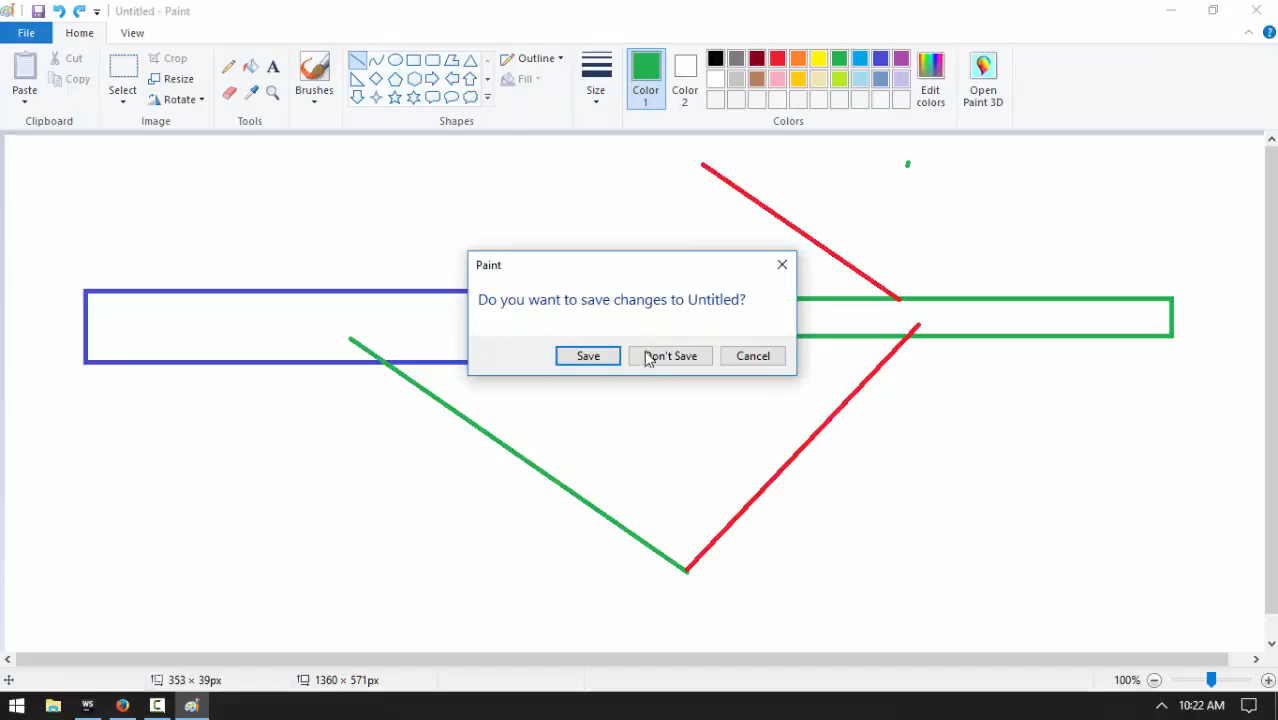 Untitled - Paint
File Home View
Paste
Cut
Copy
Clipboard
Select
Crop
Resize
Rotate
Image
A
Tools
Brushes
Outline
Fill
Shapes
Size
Color 1
Color 2
Edit colors
Colors
Open Paint 3D
Paint
Do you want to save changes to Untitled?
Save Don't Save Cancel
353 × 39px
1360 × 571px
100%
WS
10:22 AM